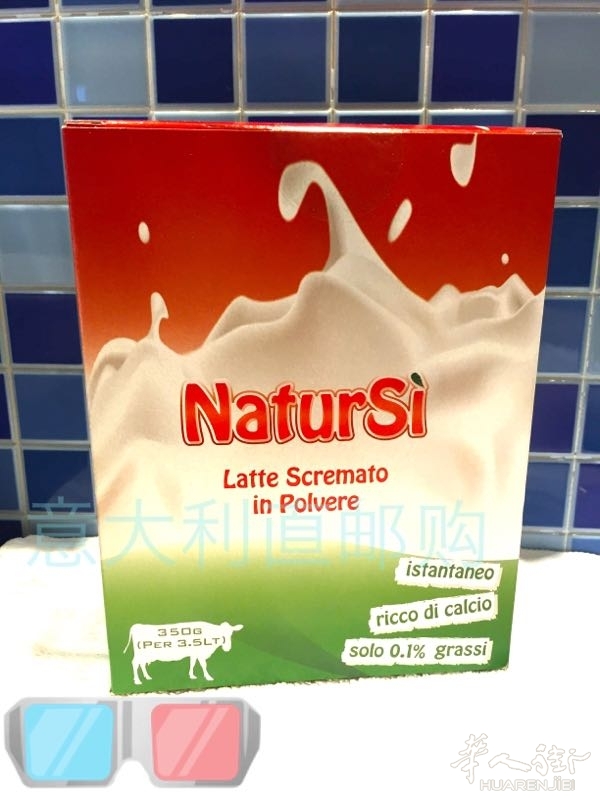 NaturSì
Latte Scremato
in Polvere
意大利直邮购
istantaneo
ricco di calcio
solo 0.1% grassi
350G
(PER 3.5LT)
华人街
HUARENJIE